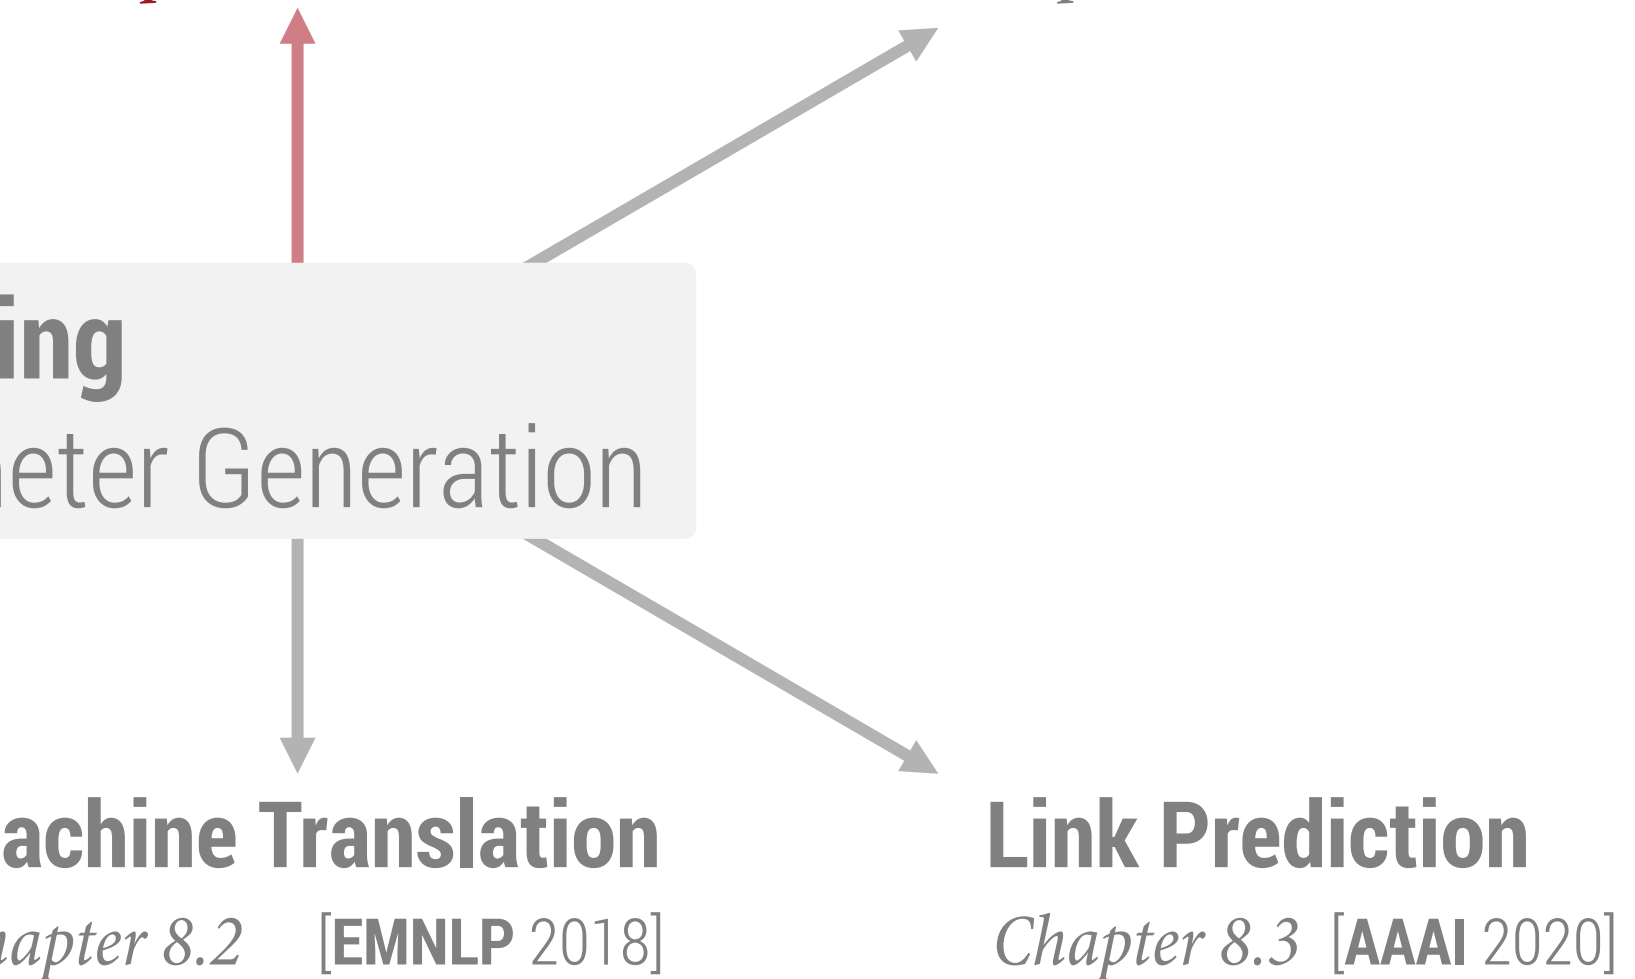 ing
eter Generation
achine Translation
Link Prediction
apter 8.2 [EMNLP 2018]
Chapter 8.3 [AAAI 2020]